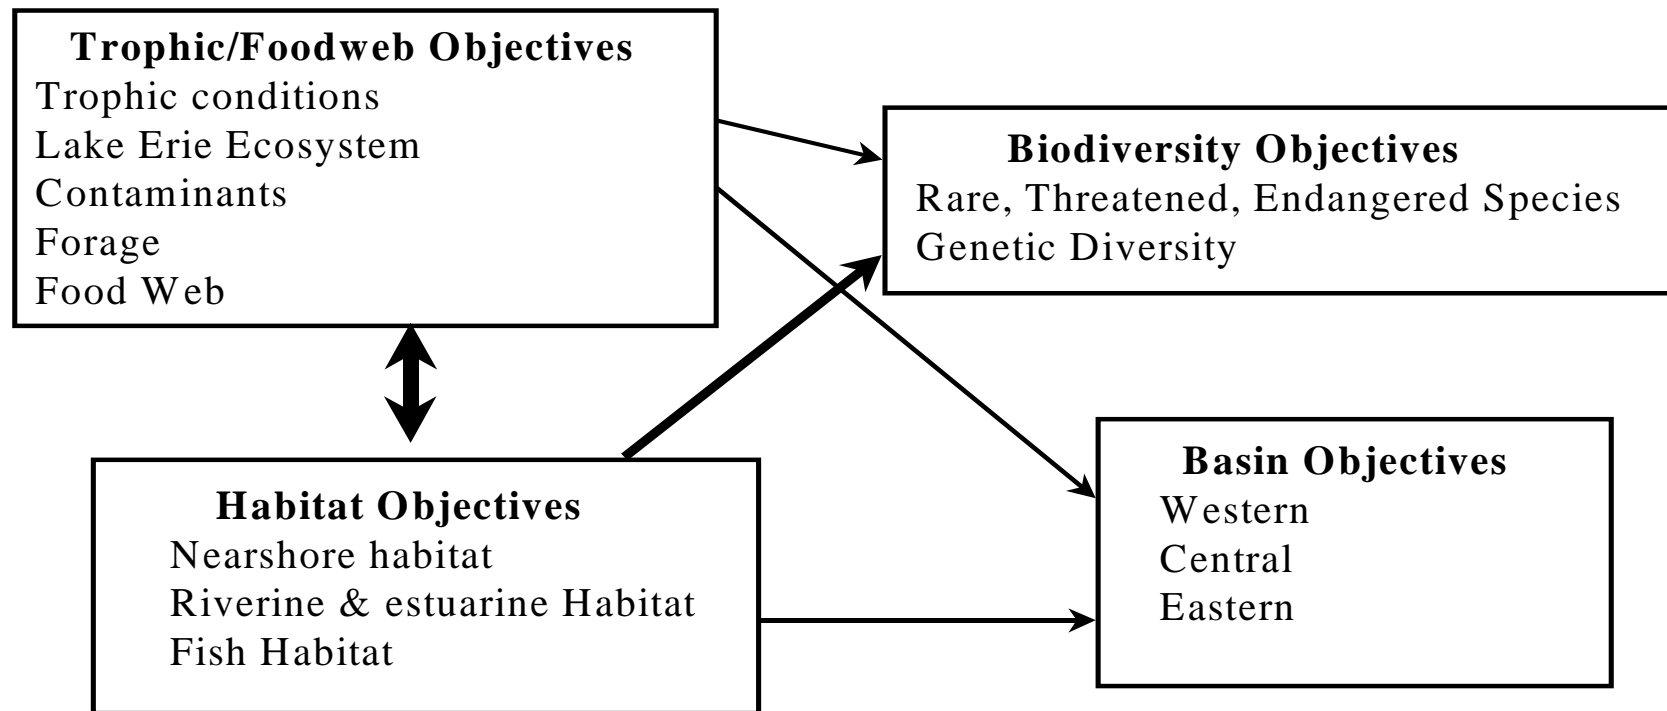 Trophic/Foodweb Objectives
Trophic conditions
Lake Erie Ecosystem
Contaminants
Forage
Food Web
Biodiversity Objectives
Rare, Threatened, Endangered Species
Genetic Diversity
Habitat Objectives
Nearshore habitat
Riverine & estuarine Habitat
Fish Habitat
Basin Objectives
Western
Central
Eastern